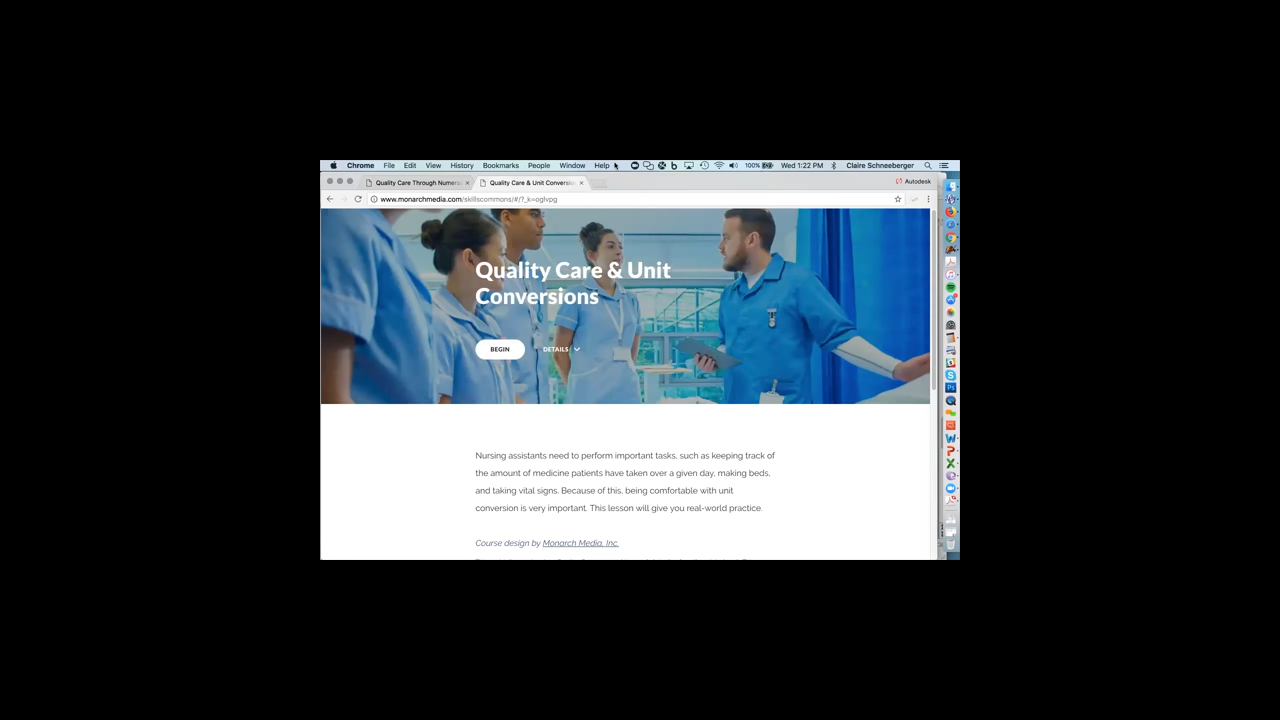 Chrome File Edit View History Bookmarks People Window Help 100% Wed 1:22 PM Claire Schneeberger
Quality Care Through Numera
Quality Care & Unit Conversion
Autodesk
www.monarchmedia.com/skillscommons/#/?_k=oglvpg
Quality Care & Unit
Conversions
BEGIN
DETAILS
Nursing assistants need to perform important tasks, such as keeping track of
the amount of medicine patients have taken over a given day, making beds,
and taking vital signs. Because of this, being comfortable with unit
conversion is very important. This lesson will give you real-world practice.
Course design by Monarch Media, Inc.